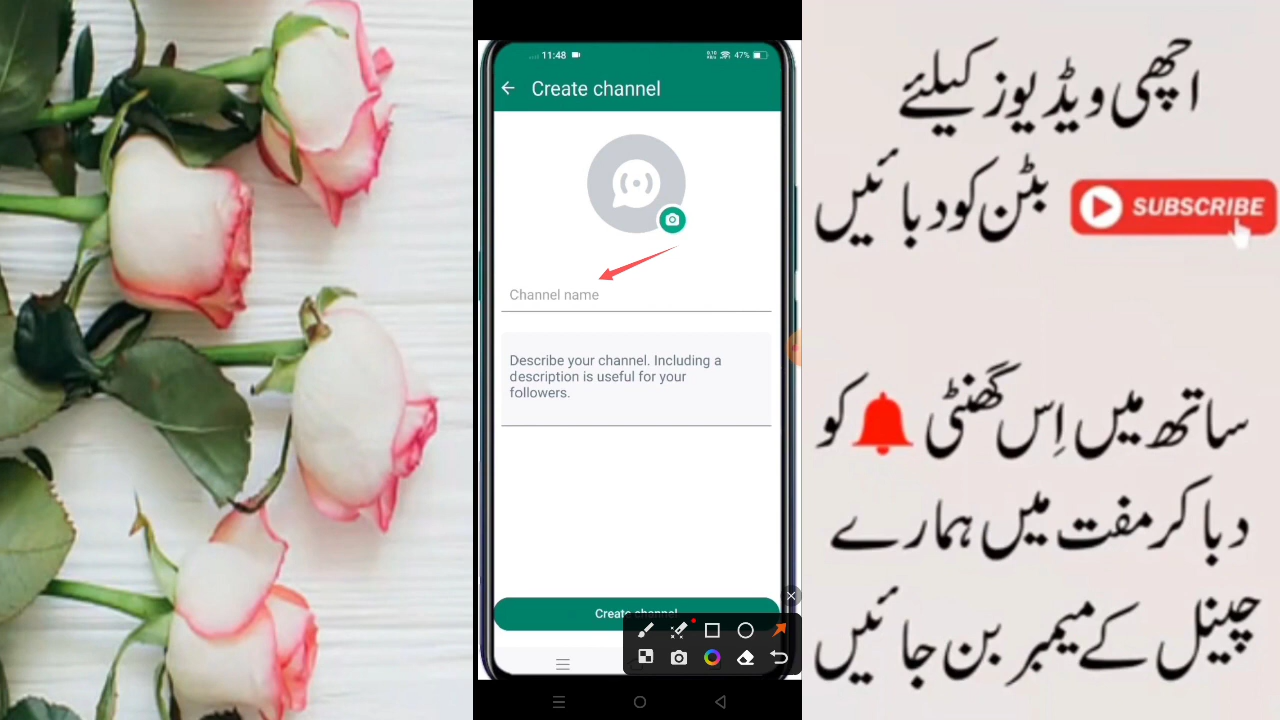 11:48
47%
Create channel
Channel name
Describe your channel. Including a
description is useful for your
followers.
Create channel
اچھی ویڈیوز کیلئے
SUBSCRIBE بٹن کو دبائیں
ساتھ میں اِس گھنٹی کو
دبا کر مفت میں ہمارے
چینل کے میمبر بن جائیں